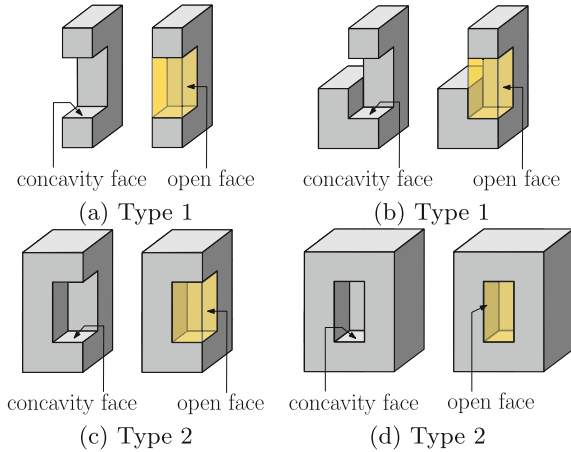 concavity face open face
(a) Type 1
concavity face open face
(b) Type 1
concavity face open face
(c) Type 2
concavity face open face
(d) Type 2